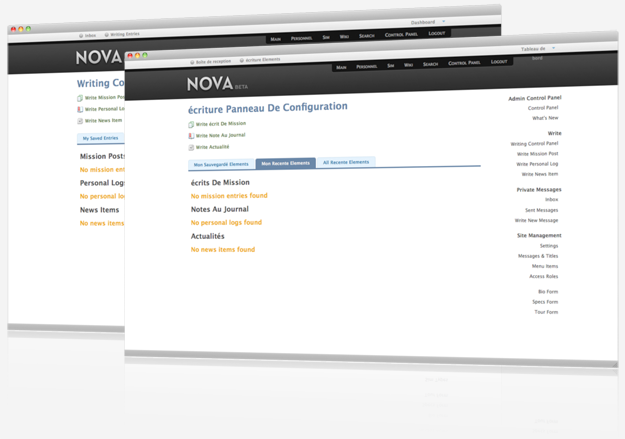 Inbox Writing Entries
Dashboard
Main Personnel Sim Wiki Search Control Panel Logout
NOVA
Writing Co
Write Mission Pos
Write Personal Lo
Write News Item
My Saved Entries
Mission Posts
No mission ent
Personal Logs
No personal log
News Items
No news items
Boite de reception Acriture Elements
Tableau de
bord
Main Personnel Sim Wiki Search Control Panel Logout
NOVA BETA
écriture Panneau De Configuration
Write écrit De Mission
Write Note Au Journal
Write Actualité
Mon Sauvegardé Elements Mon Recente Elements All Recente Elements
écrits De Mission
No mission entries found
Notes Au Journal
No personal logs found
Actualités
No news items found
Admin Control Panel
Control Panel
What's New
Write
Writing Control Panel
Write Mission Post
Write Personal Log
Write News Item
Private Messages
Inbox
Sent Messages
Write New Message
Site Management
Settings
Messages & Titles
Menu Items
Access Roles
Bio Form
Specs Form
Tour Form